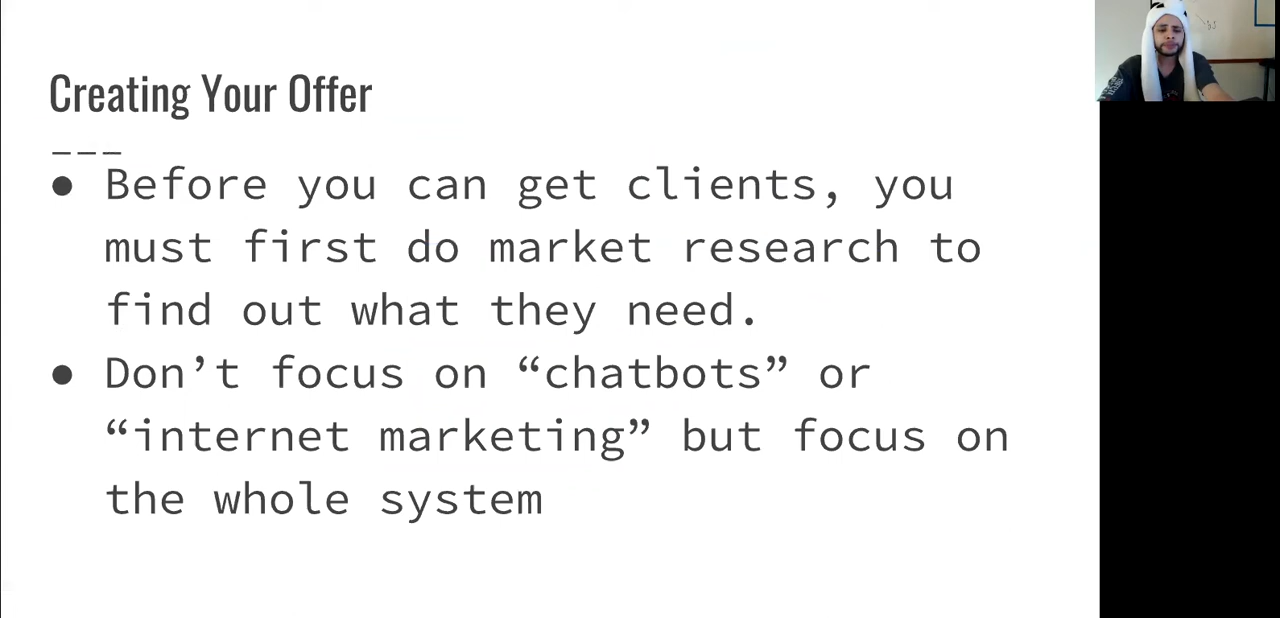 Creating Your Offer
● Before you can get clients, you
must first do market research to
find out what they need.
● Don’t focus on “chatbots” or
“internet marketing” but focus on
the whole system